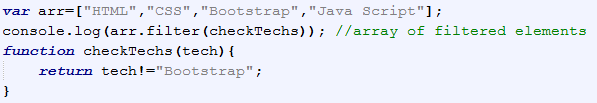 var arr=["HTML","CSS","Bootstrap","Java Script"];
console.log(arr.filter(checkTechs)); //array of filtered elements
function checkTechs(tech){
    return tech!="Bootstrap";
}